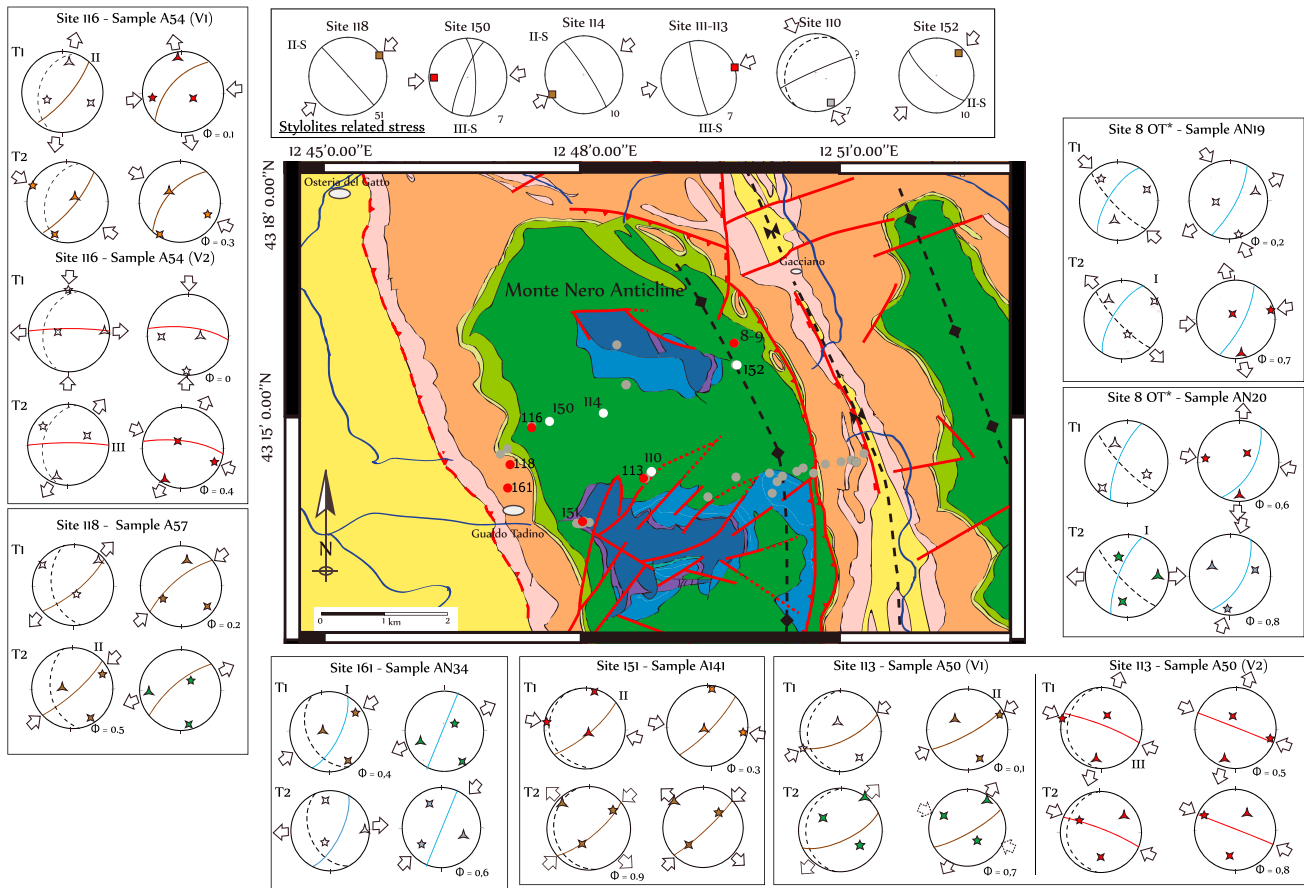 Site 116 - Sample A54 (V1)
T1
II
Φ = 0.1
T2
Φ = 0.3
Site 116 - Sample A54 (V2)
T1
Φ = 0
T2
III
Φ = 0.4
Site 118 - Sample A57
T1
Φ = 0.2
T2
II
Φ = 0.5
Site 118
II-S
51
Site 150
II-S
III-S
7
Site 114
II-S
10
Site 111-113
7
III-S
Site 110
?
7
Site 152
II-S
10
Stylolites related stress
12 45'0.00''E
12 48'0.00''E
12 51'0.00''E
43 18' 0.00''N
43 15' 0.00''N
Osteria del Gatto
Gacciano
Monte Nero Anticline
8-9
152
114
150
116
110
113
118
161
151
Gualdo Tadino
N
0
1 km
2
Site 8 OT* - Sample AN19
T1
Φ = 0,2
T2
I
Φ = 0,7
Site 8 OT* - Sample AN20
T1
Φ = 0,6
T2
I
Φ = 0,8
Site 161 - Sample AN34
T1
I
Φ = 0,4
T2
Φ = 0,6
Site 151 - Sample A141
T1
II
Φ = 0.3
T2
Φ = 0.9
Site 113 - Sample A50 (V1)
T1
II
Φ = 0,1
T2
Φ = 0,7
Site 113 - Sample A50 (V2)
T1
III
Φ = 0,5
T2
Φ = 0,8